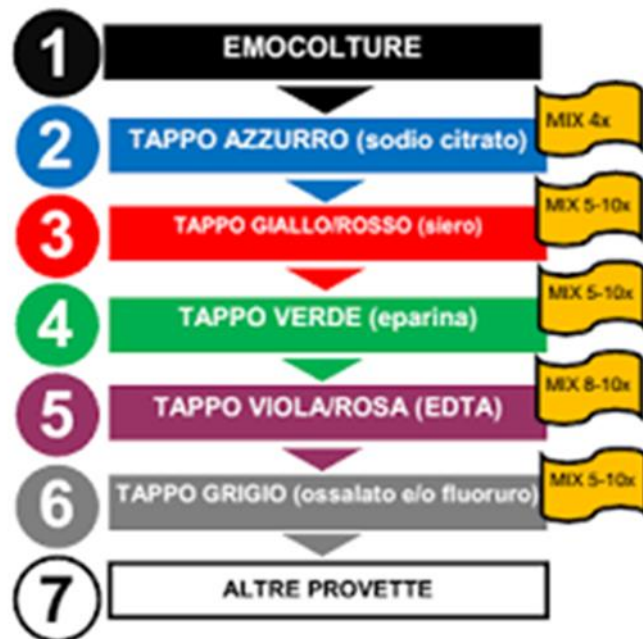 1
EMOCOLTURE
2
TAPPO AZZURRO (sodio citrato)
MIX 4x
3
TAPPO GIALLO/ROSSO (siero)
MIX 5-10x
4
TAPPO VERDE (eparina)
MIX 5-10x
5
TAPPO VIOLA/ROSA (EDTA)
MIX 8-10x
6
TAPPO GRIGIO (ossalato e/o fluoruro)
MIX 5-10x
7
ALTRE PROVETTE